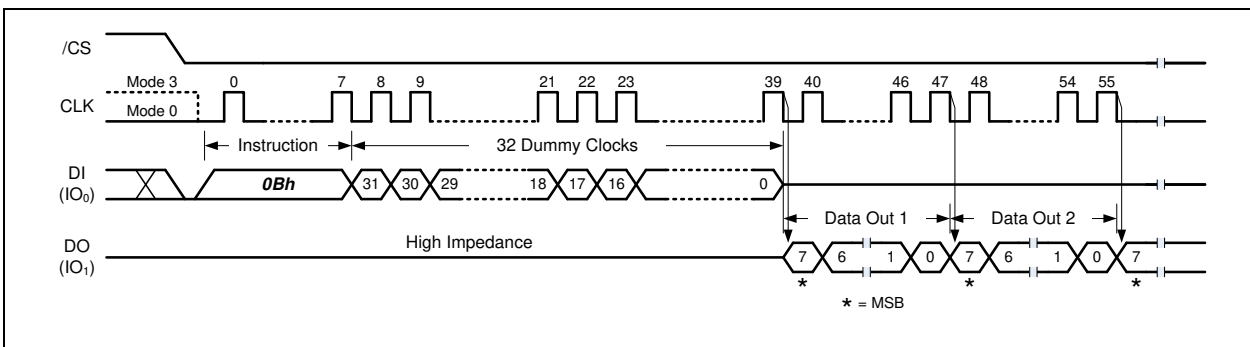 /CS
Mode 3 0 7 8 9 21 22 23 39 40 46 47 48 54 55
CLK
Mode 0
Instruction 32 Dummy Clocks
DI
(IO₀)
0Bh 31 30 29 18 17 16 0
Data Out 1 Data Out 2
DO
(IO₁)
High Impedance
7 6 1 0 7 6 1 0 7
* * *
* = MSB